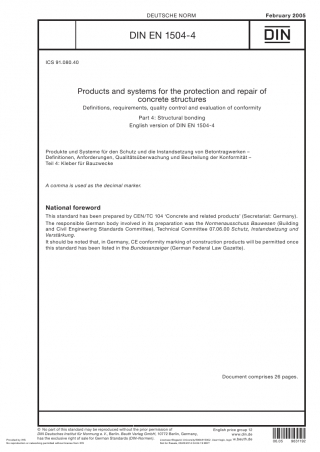 DEUTSCHE NORM
February 2005
DIN EN 1504-4
DIN
ICS 91.080.40
Products and systems for the protection and repair of
concrete structures
Definitions, requirements, quality control and evaluation of conformity
Part 4: Structural bonding
English version of DIN EN 1504-4
Produkte und Systeme für den Schutz und die Instandsetzung von Betontragwerken –
Definitionen, Anforderungen, Qualitätsüberwachung und Beurteilung der Konformität –
Teil 4: Kleber für Bauzwecke
A comma is used as the decimal marker.
National foreword
This standard has been prepared by CEN/TC 104 ‘Concrete and related products’ (Secretariat: Germany).
The responsible German body involved in its preparation was the Normenausschuss Bauwesen (Building
and Civil Engineering Standards Committee), Technical Committee 07.06.00 Schutz, Instandsetzung und
Verstärkung.
It should be noted that, in Germany, CE conformity marking of construction products will be permitted once
this standard has been listed in the Bundesanzeiger (German Federal Law Gazette).
Document comprises 26 pages.
© No part of this standard may be reproduced without the prior permission of
DIN Deutsches Institut für Normung e. V., Berlin. Beuth Verlag GmbH, 10772 Berlin, Germany,
has the exclusive right of sale for German Standards (DIN-Normen).
English price group 12
www.din.de
www.beuth.de